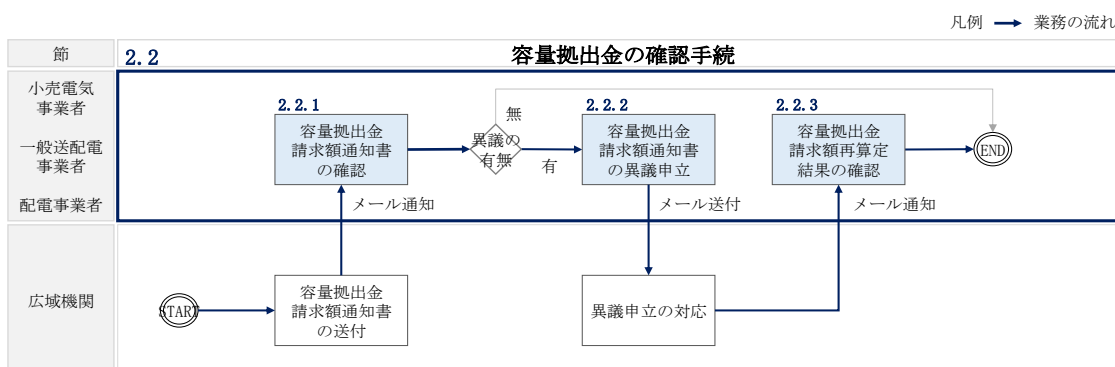 凡例 業務の流れ
節
2.2 容量拠出金の確認手続
小売電気
事業者
一般送配電
事業者
配電事業者
2.2.1
容量拠出金
請求額通知書
の確認
異議の
有無
無
有
2.2.2
容量拠出金
請求額通知書
の異議申立
2.2.3
容量拠出金
請求額再算定
結果の確認
END
メール通知
メール送付
メール通知
広域機関
START
容量拠出金
請求額通知書
の送付
異議申立の対応